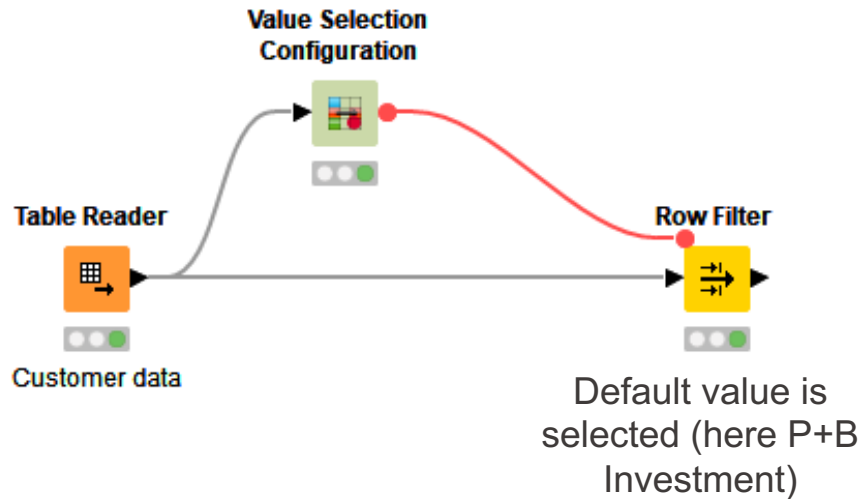 Value Selection
Configuration
Table Reader
Row Filter
Customer data
Default value is
selected (here P+B
Investment)